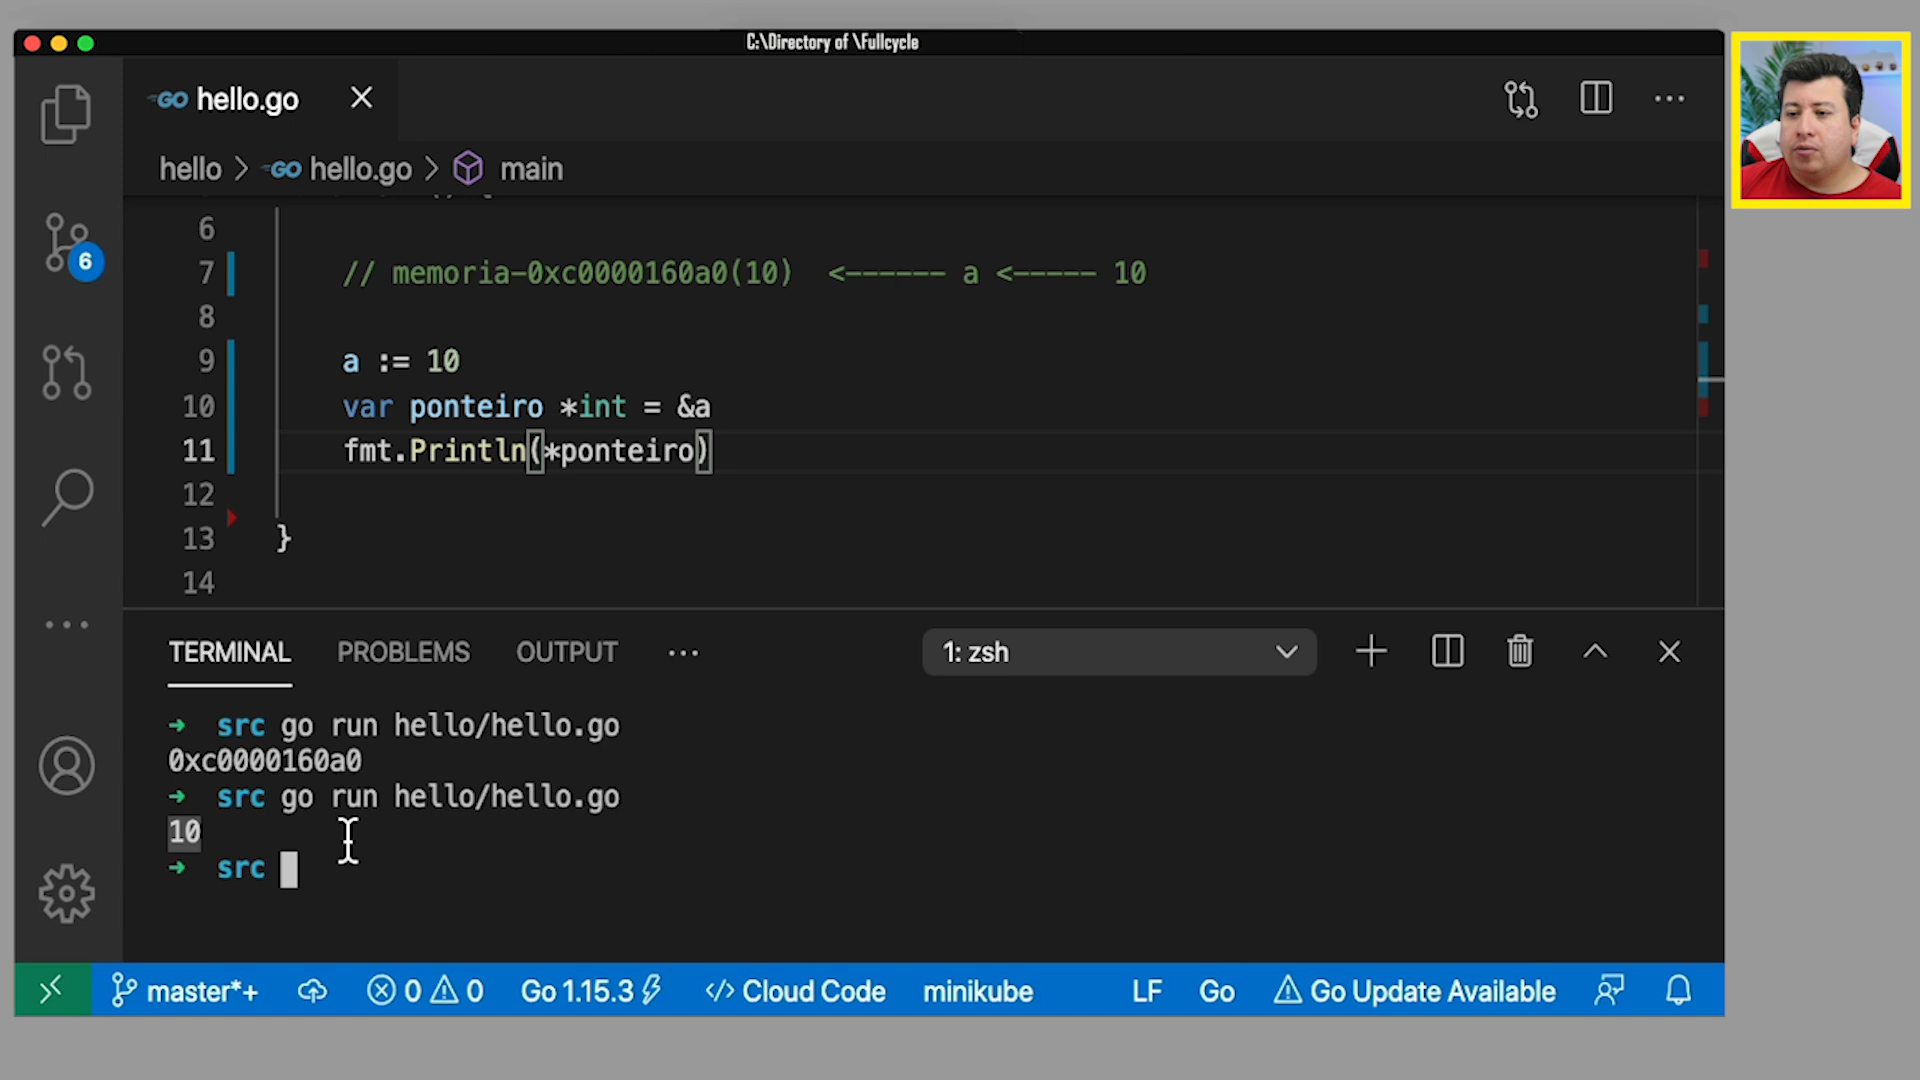 C:\Directory of \Fullcycle
GO hello.go
hello > GO hello.go > main
6
7 // memoria-0xc0000160a0(10) <------ a <----- 10
8
9 a := 10
10 var ponteiro *int = &a
11 fmt.Println(*ponteiro)
12
13 }
14
6
TERMINAL PROBLEMS OUTPUT ··· 1: zsh
→ src go run hello/hello.go
0xc0000160a0
→ src go run hello/hello.go
10
→ src
master*+ 0 0 Go 1.15.3 </> Cloud Code minikube LF Go Go Update Available